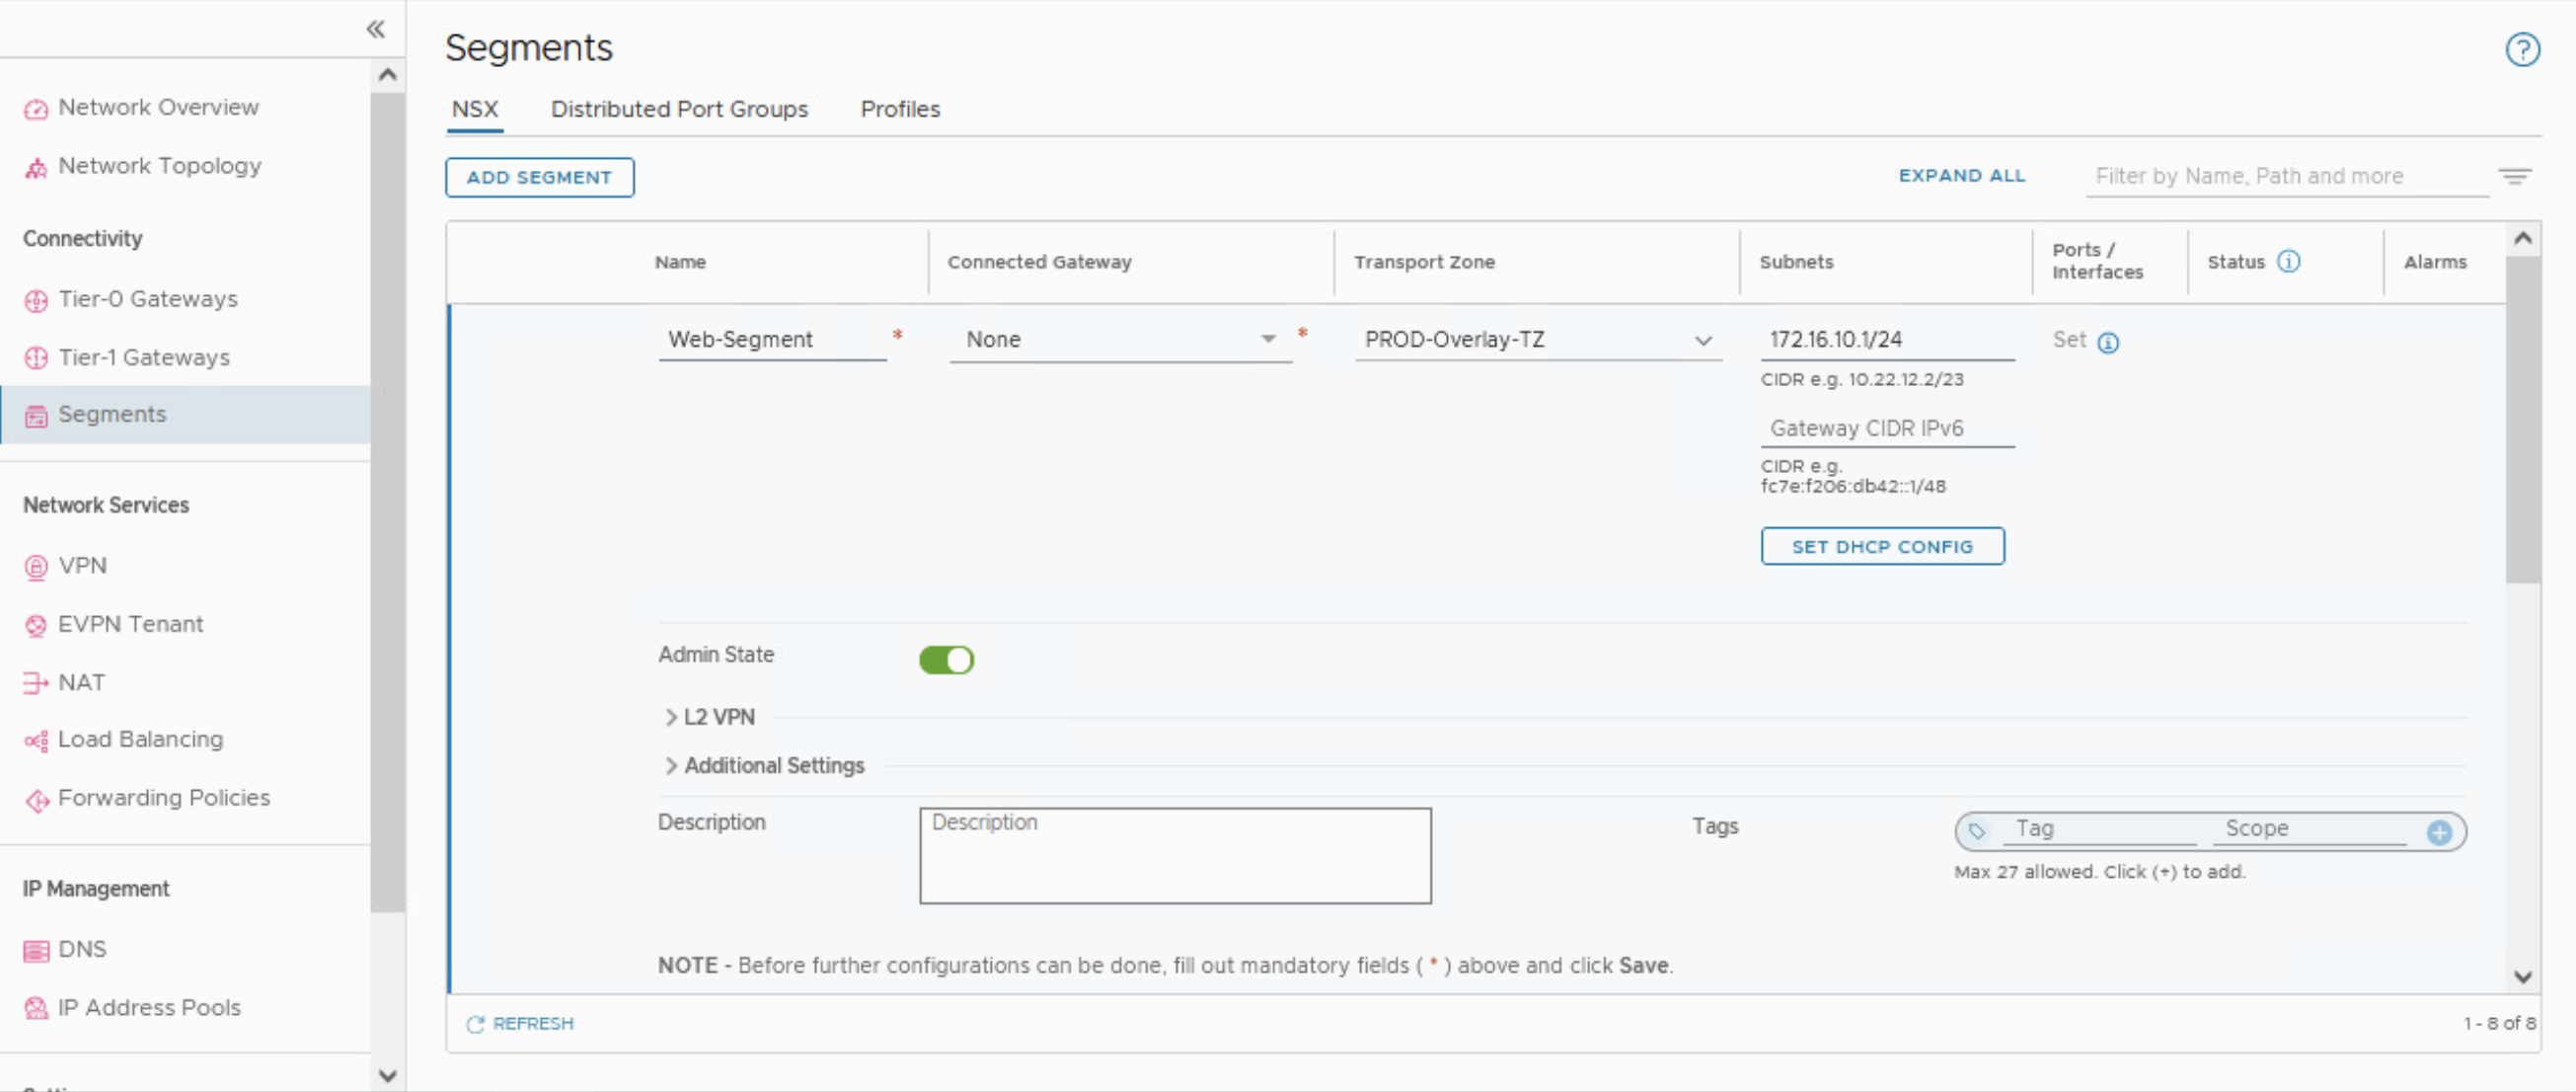 Segments
NSX Distributed Port Groups Profiles
ADD SEGMENT
EXPAND ALL Filter by Name, Path and more
Network Overview
Network Topology
Connectivity
Tier-0 Gateways
Tier-1 Gateways
Segments
Network Services
VPN
EVPN Tenant
NAT
Load Balancing
Forwarding Policies
IP Management
DNS
IP Address Pools
Name Connected Gateway Transport Zone Subnets Ports / Interfaces Status Alarms
Web-Segment * None * PROD-Overlay-TZ 172.16.10.1/24 Set
CIDR e.g. 10.22.12.2/23
Gateway CIDR IPv6
CIDR e.g.
fc7e:f206:db42::1/48
SET DHCP CONFIG
Admin State
L2 VPN
Additional Settings
Description Description Tags Tag Scope
Max 27 allowed. Click (+) to add.
NOTE - Before further configurations can be done, fill out mandatory fields ( * ) above and click Save.
REFRESH 1 - 8 of 8